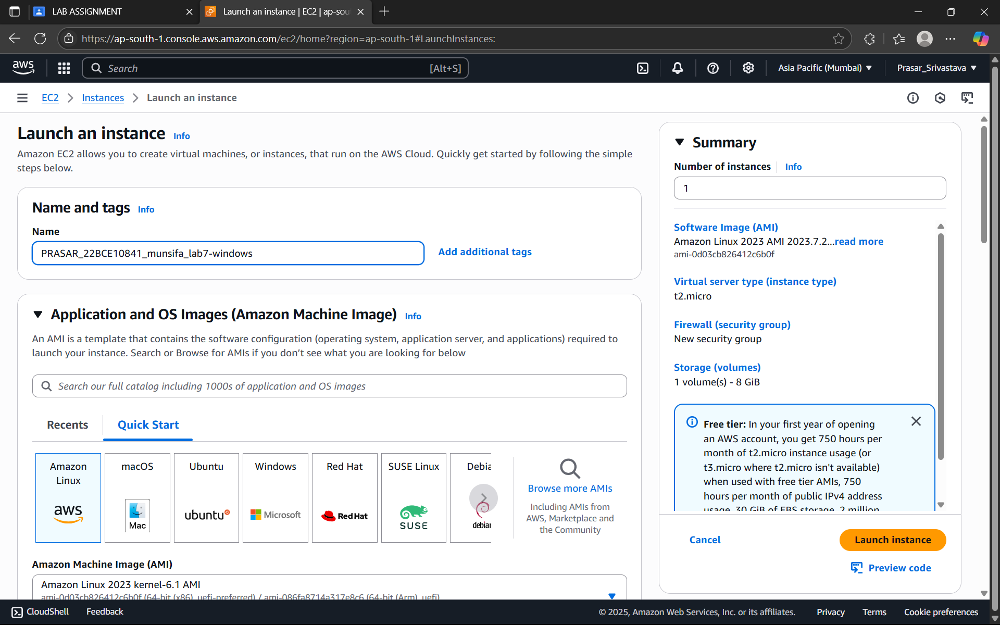 LAB ASSIGNMENT
Launch an instance | EC2 | ap-sou
https://ap-south-1.console.aws.amazon.com/ec2/home?region=ap-south-1#LaunchInstances:
aws
Search
[Alt+S]
Asia Pacific (Mumbai)
Prasar_Srivastava
EC2
Instances
Launch an instance
Launch an instance
Info
Amazon EC2 allows you to create virtual machines, or instances, that run on the AWS Cloud. Quickly get started by following the simple
steps below.
Name and tags
Info
Name
PRASAR_22BCE10841_munsifa_lab7-windows
Add additional tags
Application and OS Images (Amazon Machine Image)
Info
An AMI is a template that contains the software configuration (operating system, application server, and applications) required to
launch your instance. Search or Browse for AMIs if you don’t see what you are looking for below
Search our full catalog including 1000s of application and OS images
Recents
Quick Start
Amazon
Linux
aws
macOS
Mac
Ubuntu
ubuntu
Windows
Microsoft
Red Hat
Red Hat
SUSE Linux
SUSE
Debia
debian
Browse more AMIs
Including AMIs from
AWS, Marketplace and
the Community
Amazon Machine Image (AMI)
Amazon Linux 2023 kernel-6.1 AMI
ami-0d03cb826412c6b0f (64-bit (x86), uefi-preferred) / ami-086fa8714a317e8c6 (64-bit (Arm), uefi)
Summary
Number of instances
Info
1
Software Image (AMI)
Amazon Linux 2023 AMI 2023.7.2...read more
ami-0d03cb826412c6b0f
Virtual server type (instance type)
t2.micro
Firewall (security group)
New security group
Storage (volumes)
1 volume(s) - 8 GiB
Free tier: In your first year of opening
an AWS account, you get 750 hours per
month of t2.micro instance usage (or
t3.micro where t2.micro isn't available)
when used with free tier AMIs, 750
hours per month of public IPv4 address
usage, 30 GiB of EBS storage, 2 million
Cancel
Launch instance
Preview code
CloudShell
Feedback
© 2025, Amazon Web Services, Inc. or its affiliates.
Privacy
Terms
Cookie preferences